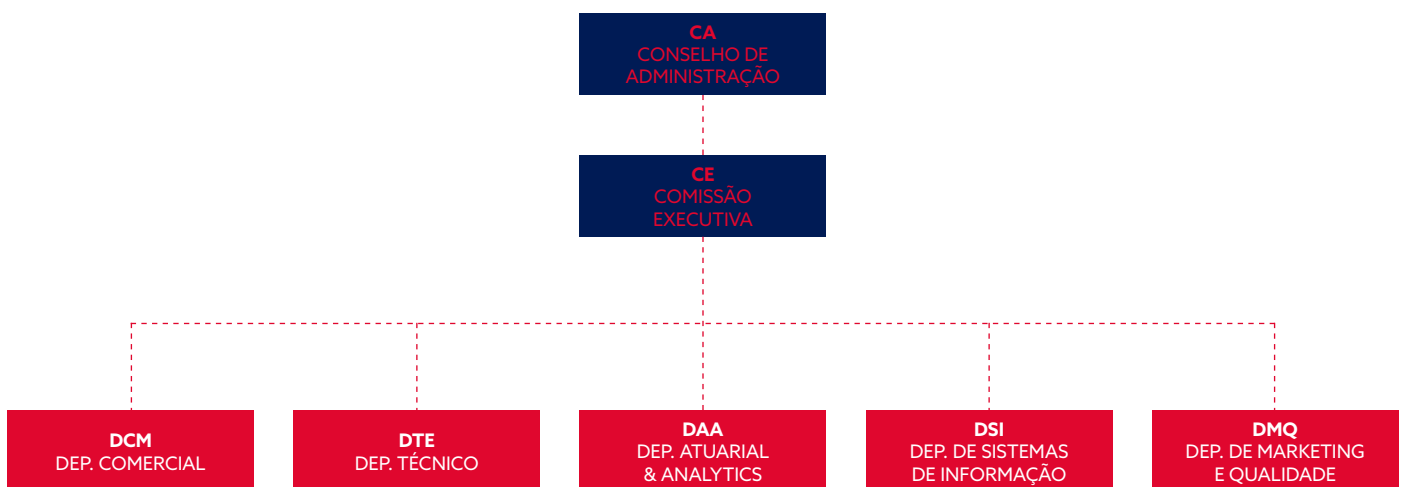 CA
CONSELHO DE
ADMINISTRAÇÃO
CE
COMISSÃO
EXECUTIVA
DCM
DEP. COMERCIAL
DTE
DEP. TÉCNICO
DAA
DEP. ATUARIAL
& ANALYTICS
DSI
DEP. DE SISTEMAS
DE INFORMAÇÃO
DMQ
DEP. DE MARKETING
E QUALIDADE